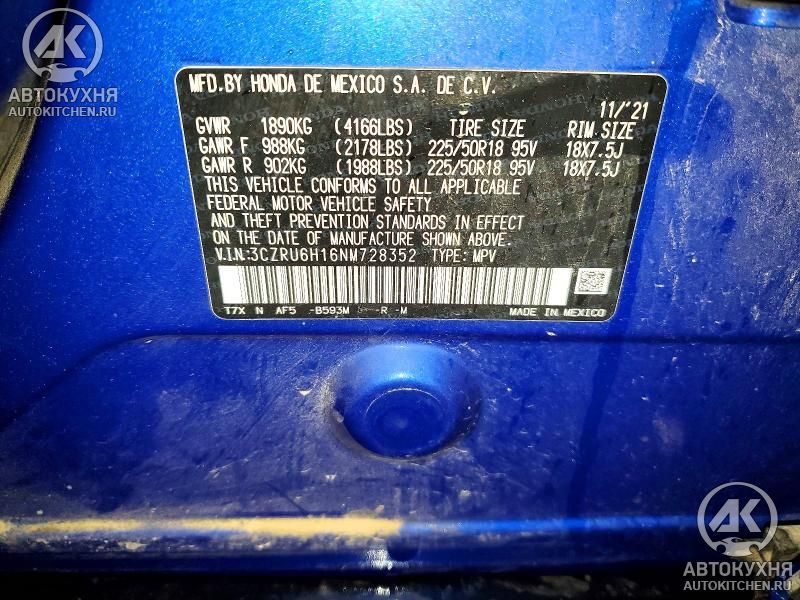 AK
АВТОКУХНЯ
AUTOKITCHEN.RU
MFD.BY HONDA DE MEXICO S.A. DE C.V.
11/'21
GVWR 1890KG (4166LBS) TIRE SIZE RIM SIZE
GAWR F 988KG (2178LBS) 225/50R18 95V 18X7.5J
GAWR R 902KG (1988LBS) 225/50R18 95V 18X7.5J
THIS VEHICLE CONFORMS TO ALL APPLICABLE
FEDERAL MOTOR VEHICLE SAFETY
AND THEFT PREVENTION STANDARDS IN EFFECT
ON THE DATE OF MANUFACTURE SHOWN ABOVE.
V.I.N.:3CZRU6H16NM728352 TYPE: MPV
T7X N AF5 -B593M -R -M MADE IN MEXICO
AK
АВТОКУХНЯ
AUTOKITCHEN.RU